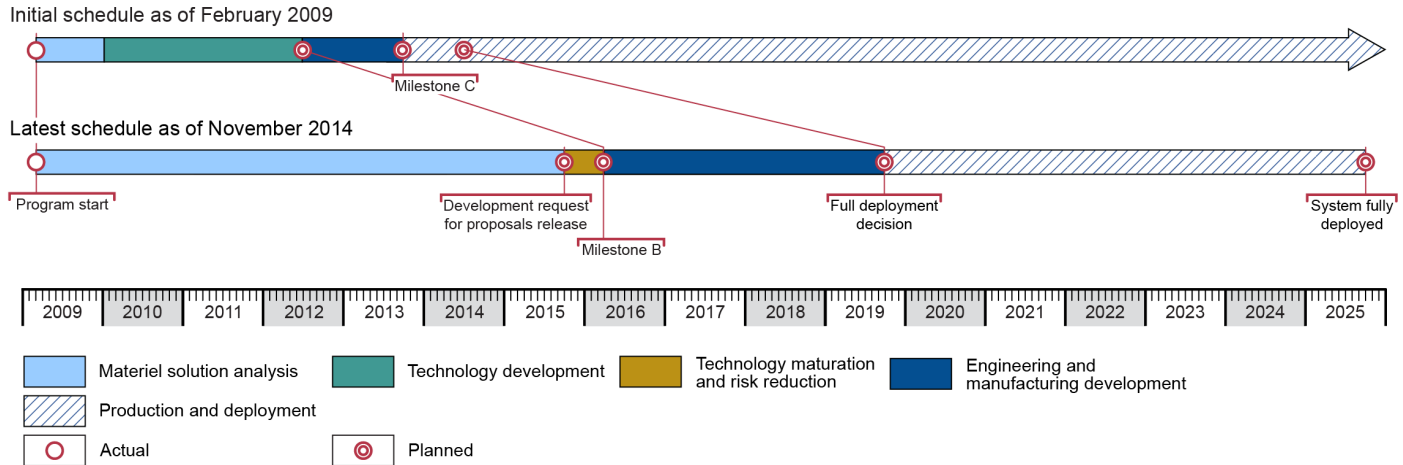 Initial schedule as of February 2009
Milestone C
Latest schedule as of November 2014
Program start
Development request
for proposals release
Full deployment
decision
System fully
deployed
Milestone B
2009 2010 2011 2012 2013 2014 2015 2016 2017 2018 2019 2020 2021 2022 2023 2024 2025
Materiel solution analysis
Technology development
Technology maturation
and risk reduction
Engineering and
manufacturing development
Production and deployment
Actual
Planned